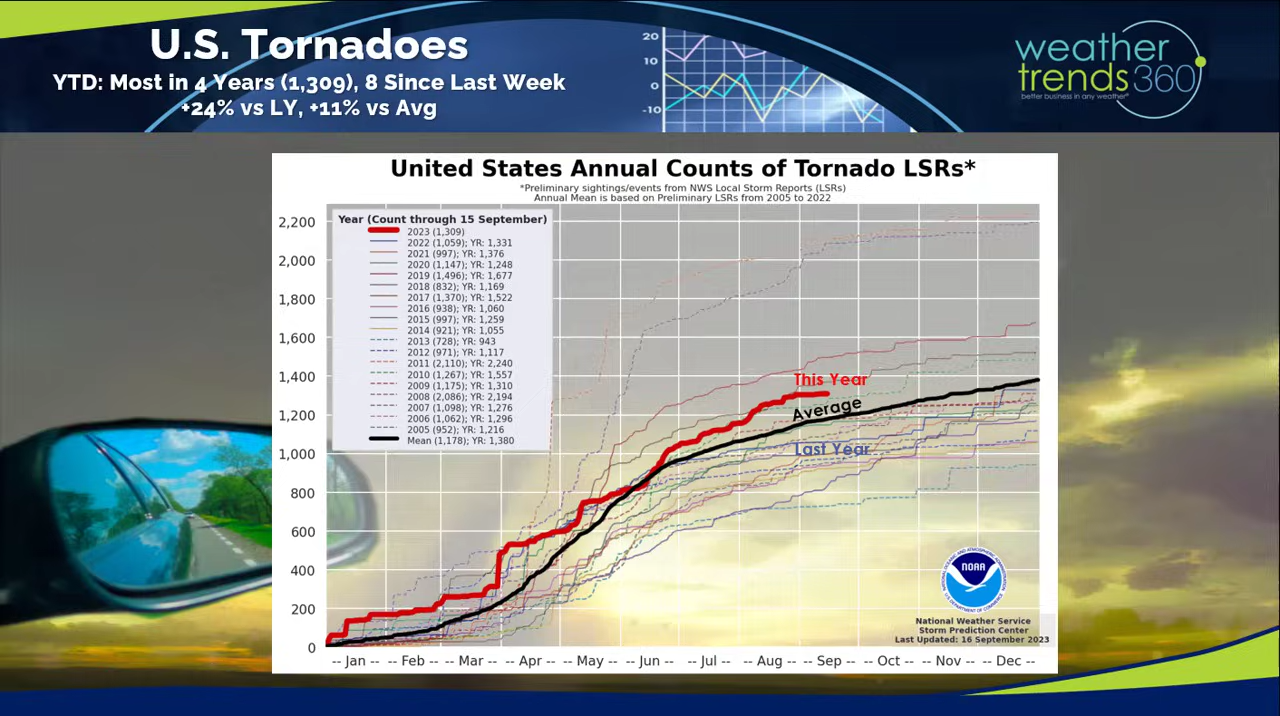 U.S. Tornadoes
YTD: Most in 4 Years (1,309), 8 Since Last Week
+24% vs LY, +11% vs Avg
20
10
0
-10
weather
trends360
better business in any weather®
United States Annual Counts of Tornado LSRs*
*Preliminary sightings/events from NWS Local Storm Reports (LSRs)
Annual Mean is based on Preliminary LSRs from 2005 to 2022
Year (Count through 15 September)
2023 (1,309)
2022 (1,059); YR: 1,331
2021 (997); YR: 1,376
2020 (1,147); YR: 1,248
2019 (1,496); YR: 1,677
2018 (832); YR: 1,169
2017 (1,370); YR: 1,522
2016 (938); YR: 1,060
2015 (997); YR: 1,259
2014 (921); YR: 1,055
2013 (728); YR: 943
2012 (971); YR: 1,117
2011 (2,110); YR: 2,240
2010 (1,267); YR: 1,557
2009 (1,175); YR: 1,310
2008 (2,086); YR: 2,194
2007 (1,098); YR: 1,276
2006 (1,062); YR: 1,296
2005 (952); YR: 1,216
Mean (1,178); YR: 1,380
2,200
2,000
1,800
1,600
1,400
1,200
1,000
800
600
400
200
0
This Year
Average
Last Year
NOAA
National Weather Service
Storm Prediction Center
Last Updated: 16 September 2023
-- Jan -- -- Feb -- -- Mar -- -- Apr -- -- May -- -- Jun -- -- Jul -- -- Aug -- -- Sep -- -- Oct -- -- Nov -- -- Dec --